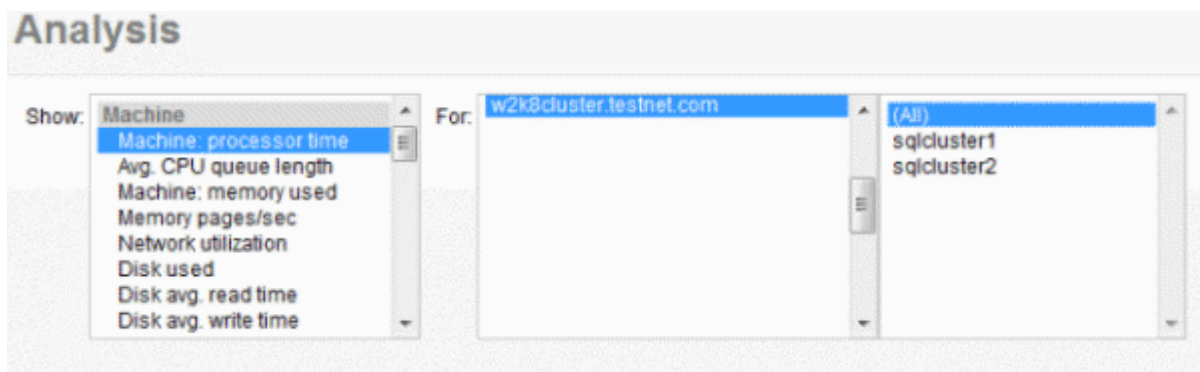 Analysis
Show:
Machine
Machine: processor time
Avg. CPU queue length
Machine: memory used
Memory pages/sec
Network utilization
Disk used
Disk avg. read time
Disk avg. write time
For:
w2k8cluster.testnet.com
(All)
sqlcluster1
sqlcluster2